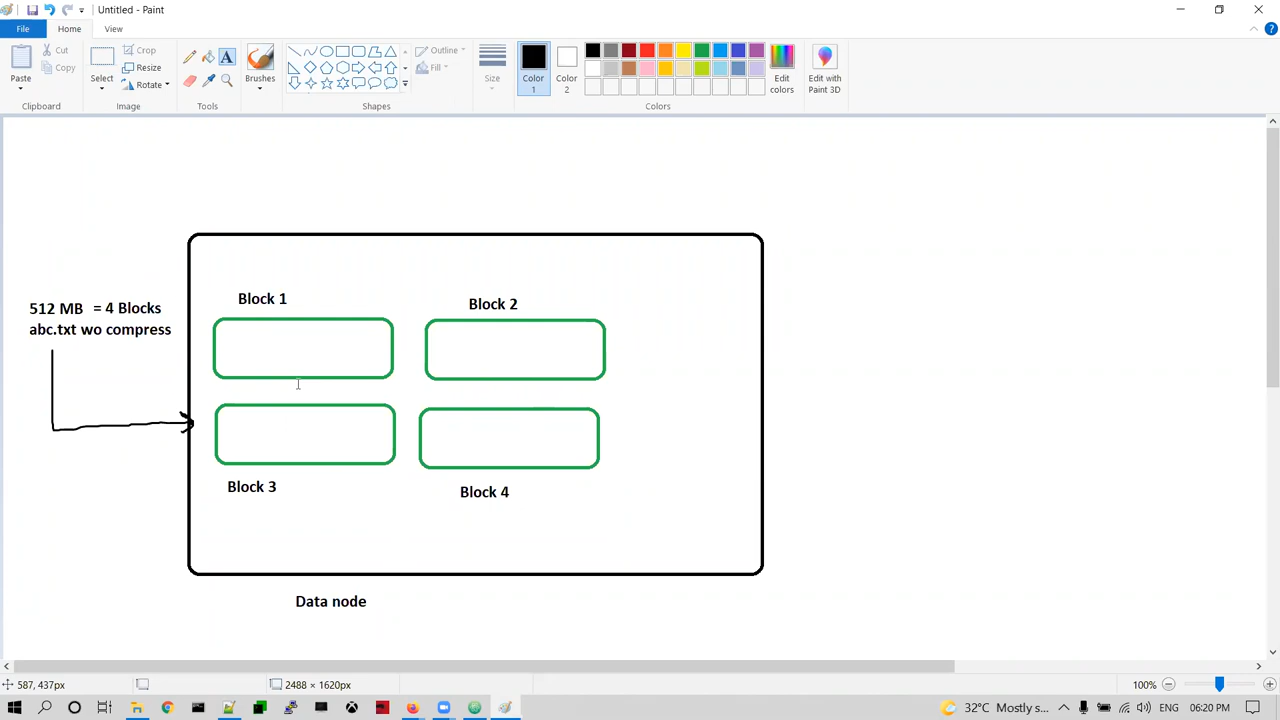 Untitled - Paint
File
Home
View
Paste
Cut
Copy
Clipboard
Select
Crop
Resize
Rotate
Image
A
Tools
Brushes
Shapes
Outline
Fill
Size
Color
1
Color
2
Edit
colors
Colors
Edit with
Paint 3D
Block 1
Block 2
512 MB = 4 Blocks
abc.txt wo compress
Block 3
Block 4
Data node
587, 437px
2488 × 1620px
100%
32°C Mostly s...
ENG
06:20 PM